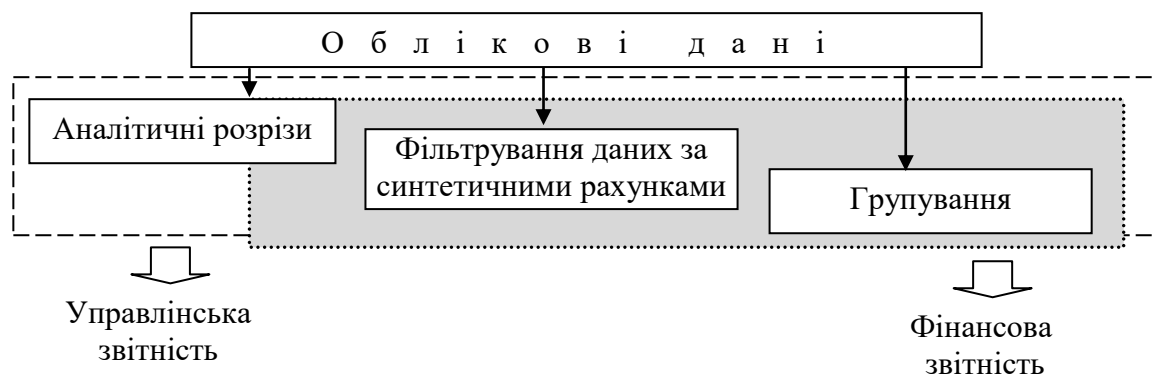 О б л і к о в і д а н і
Аналітичні розрізи
Фільтрування даних за
синтетичними рахунками
Групування
Управлінська
звітність
Фінансова
звітність